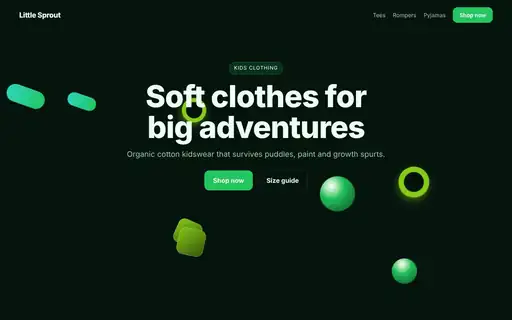 Little Sprout
Tees Rompers Pyjamas Shop now
KIDS CLOTHING
Soft clothes for
big adventures
Organic cotton kidswear that survives puddles, paint and growth spurts.
Shop now Size guide